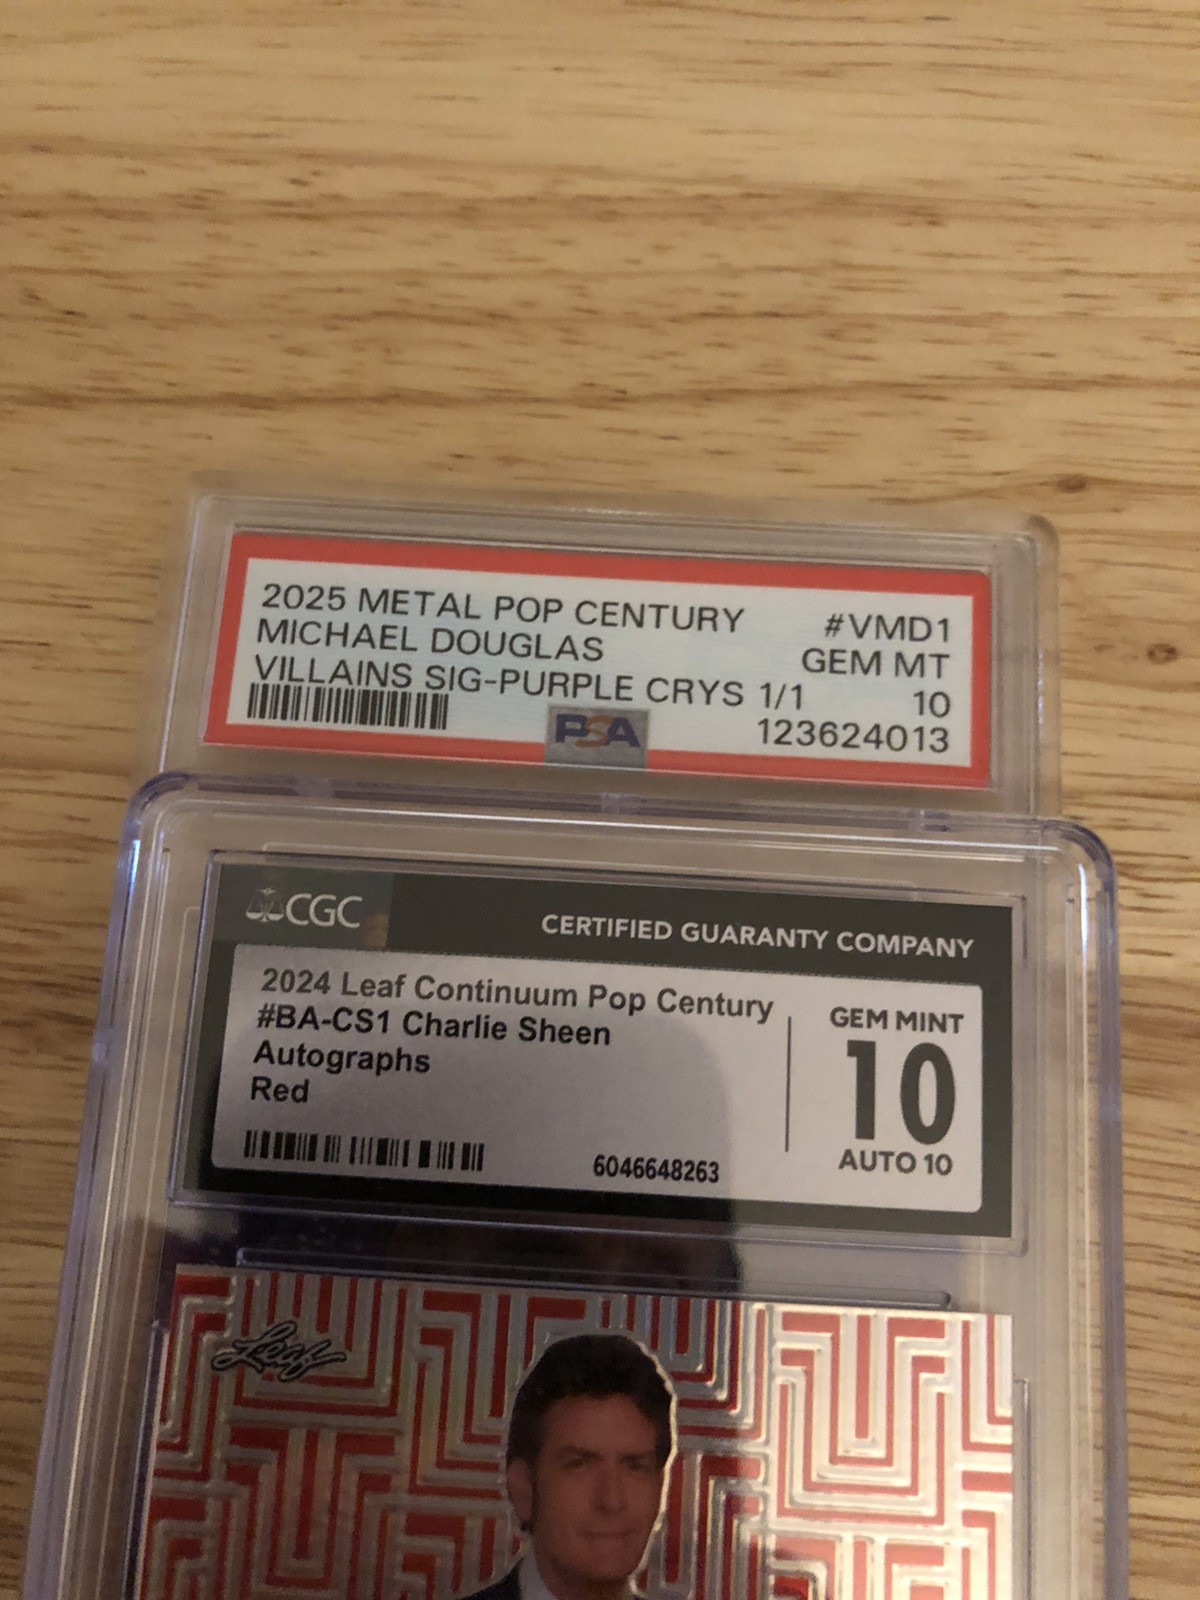 2025 METAL POP CENTURY #VMD1
MICHAEL DOUGLAS GEM MT
VILLAINS SIG-PURPLE CRYS 1/1 10
PSA 123624013
CGC CERTIFIED GUARANTY COMPANY
2024 Leaf Continuum Pop Century
#BA-CS1 Charlie Sheen
Autographs
Red
6046648263
GEM MINT
10
AUTO 10
Leaf